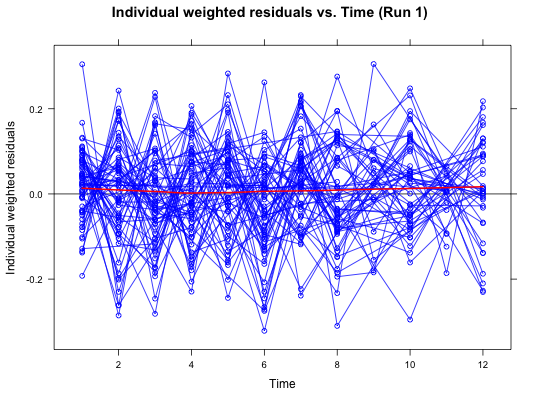 Individual weighted residuals vs. Time (Run 1)
Individual weighted residuals
0.2
0.0
-0.2
2 4 6 8 10 12
Time